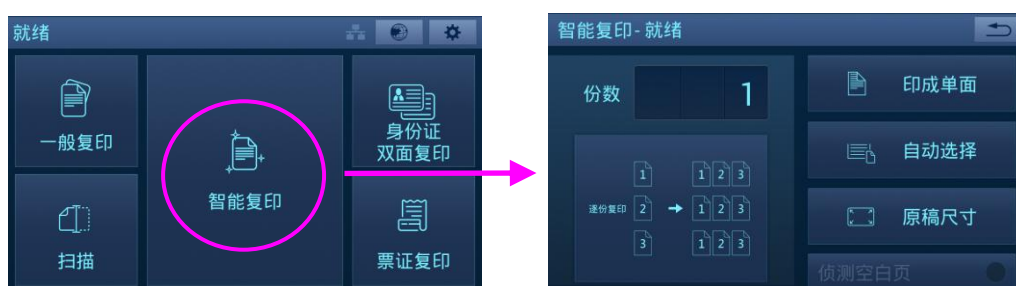 就绪
一般复印
智能复印
身份证
双面复印
扫描
票证复印
智能复印-就绪
份数
1
印成单面
自动选择
原稿尺寸
侦测空白页
逐份复印
1
1 2 3
2
1 2 3
3
1 2 3